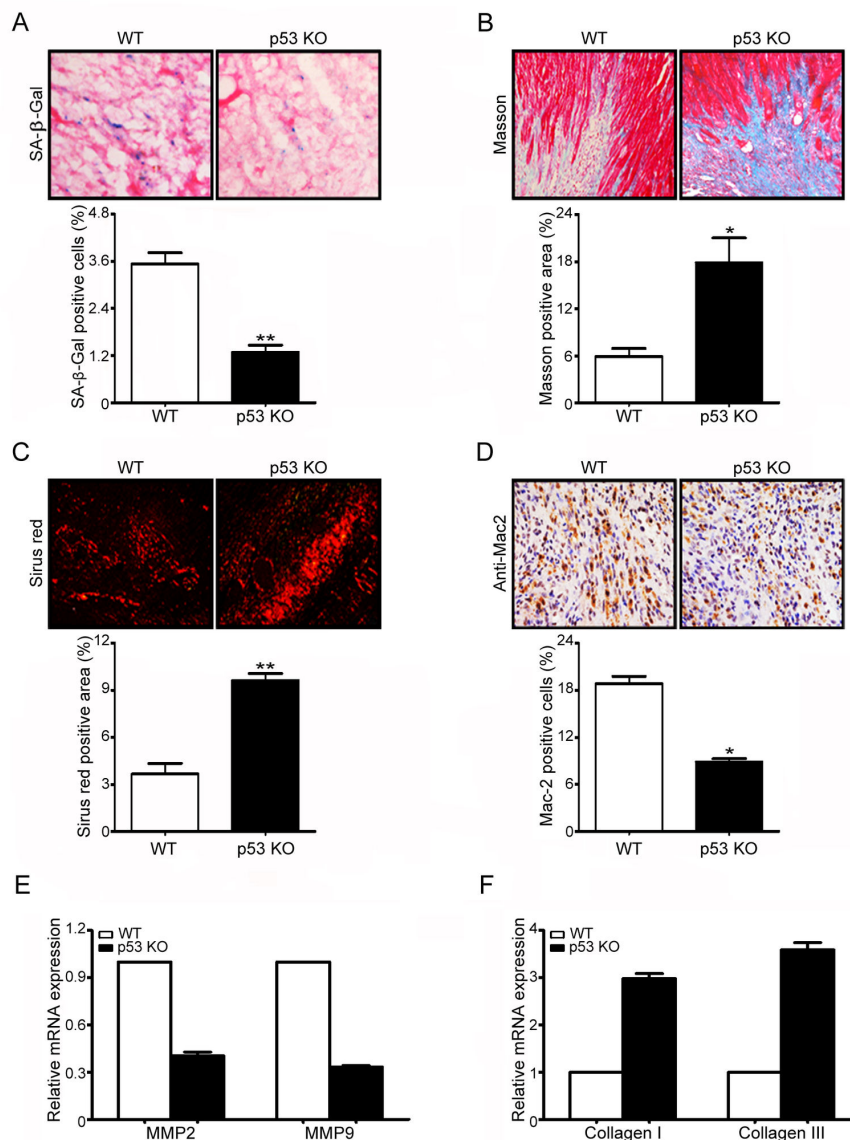 A
WT
p53 KO
SA-β-Gal
SA-β-Gal positive cells (%)
4.8
3.6
2.4
1.2
0
**
WT
p53 KO
B
WT
p53 KO
Masson
Masson positive area (%)
24
18
12
6
0
*
WT
p53 KO
C
WT
p53 KO
Sirus red
Sirus red positive area (%)
12
9
6
3
0
**
WT
p53 KO
D
WT
p53 KO
Anti-Mac2
Mac-2 positive cells (%)
24
18
12
6
0
*
WT
p53 KO
E
Relative mRNA expression
1.2
0.9
0.6
0.3
0
WT
p53 KO
MMP2
MMP9
F
Relative mRNA expression
4
3
2
1
0
WT
p53 KO
Collagen I
Collagen III